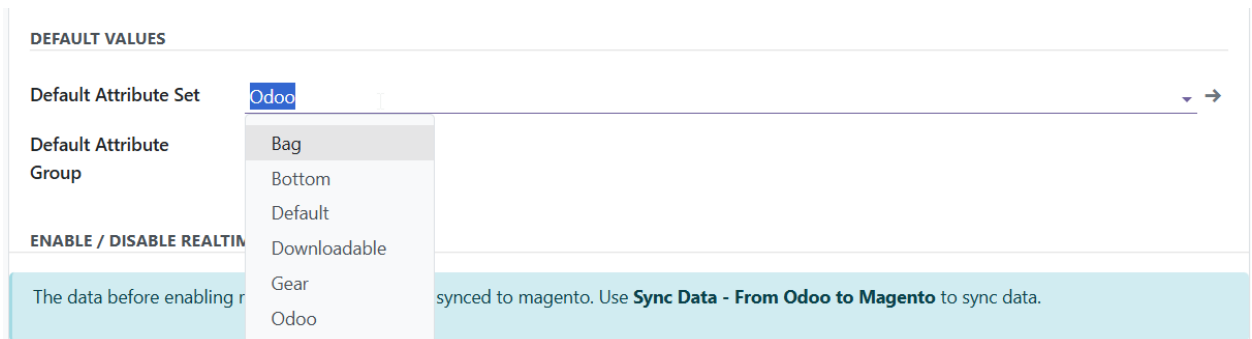 DEFAULT VALUES
Default Attribute Set
Odoo
Default Attribute
Group
Bag
Bottom
Default
Downloadable
Gear
Odoo
ENABLE / DISABLE
The data before enabling synced to magento. Use Sync Data - From Odoo to Magento to sync data.